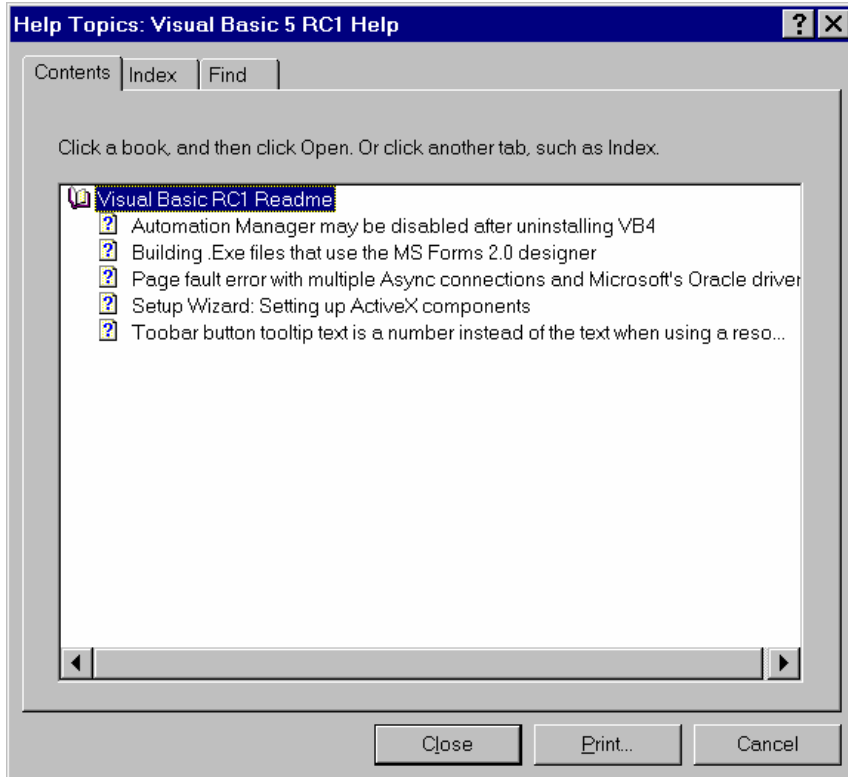 Help Topics: Visual Basic 5 RC1 Help
Contents Index Find
Click a book, and then click Open. Or click another tab, such as Index.
Visual Basic RC1 Readme
Automation Manager may be disabled after uninstalling VB4
Building .Exe files that use the MS Forms 2.0 designer
Page fault error with multiple Async connections and Microsoft's Oracle driver
Setup Wizard: Setting up ActiveX components
Toobar button tooltip text is a number instead of the text when using a reso...
Close Print... Cancel